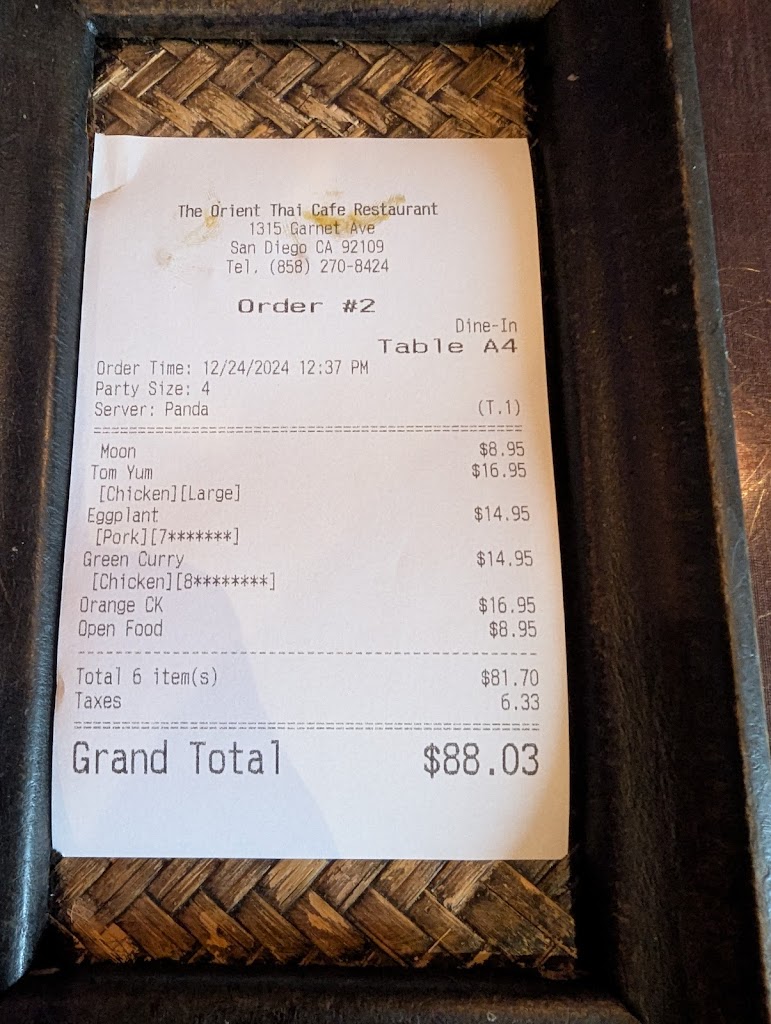 The Orient Thai Cafe Restaurant
1315 Garnet Ave
San Diego CA 92109
Tel. (858) 270-8424
Order #2
Dine-In
Table A4
Order Time: 12/24/2024 12:37 PM
Party Size: 4
Server: Panda (T.1)
Moon $8.95
Tom Yum $16.95
[Chicken][Large]
Eggplant $14.95
[Pork][7*******]
Green Curry $14.95
[Chicken][8********]
Orange CK $16.95
Open Food $8.95
Total 6 item(s) $81.70
Taxes 6.33
Grand Total $88.03